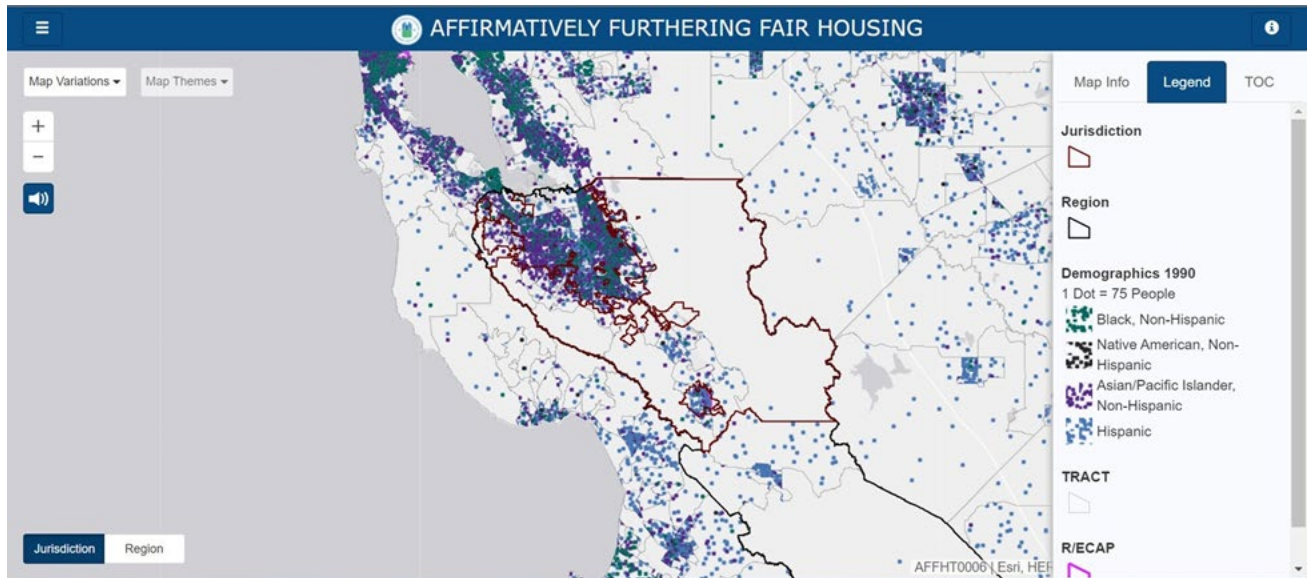 AFFIRMATIVELY FURTHERING FAIR HOUSING
Map Variations
Map Themes
+
−
Jurisdiction
Region
AFFHT0006 | Esri, HER
Map Info
Legend
TOC
Jurisdiction
Region
Demographics 1990
1 Dot = 75 People
Black, Non-Hispanic
Native American, Non-
Hispanic
Asian/Pacific Islander,
Non-Hispanic
Hispanic
TRACT
R/ECAP